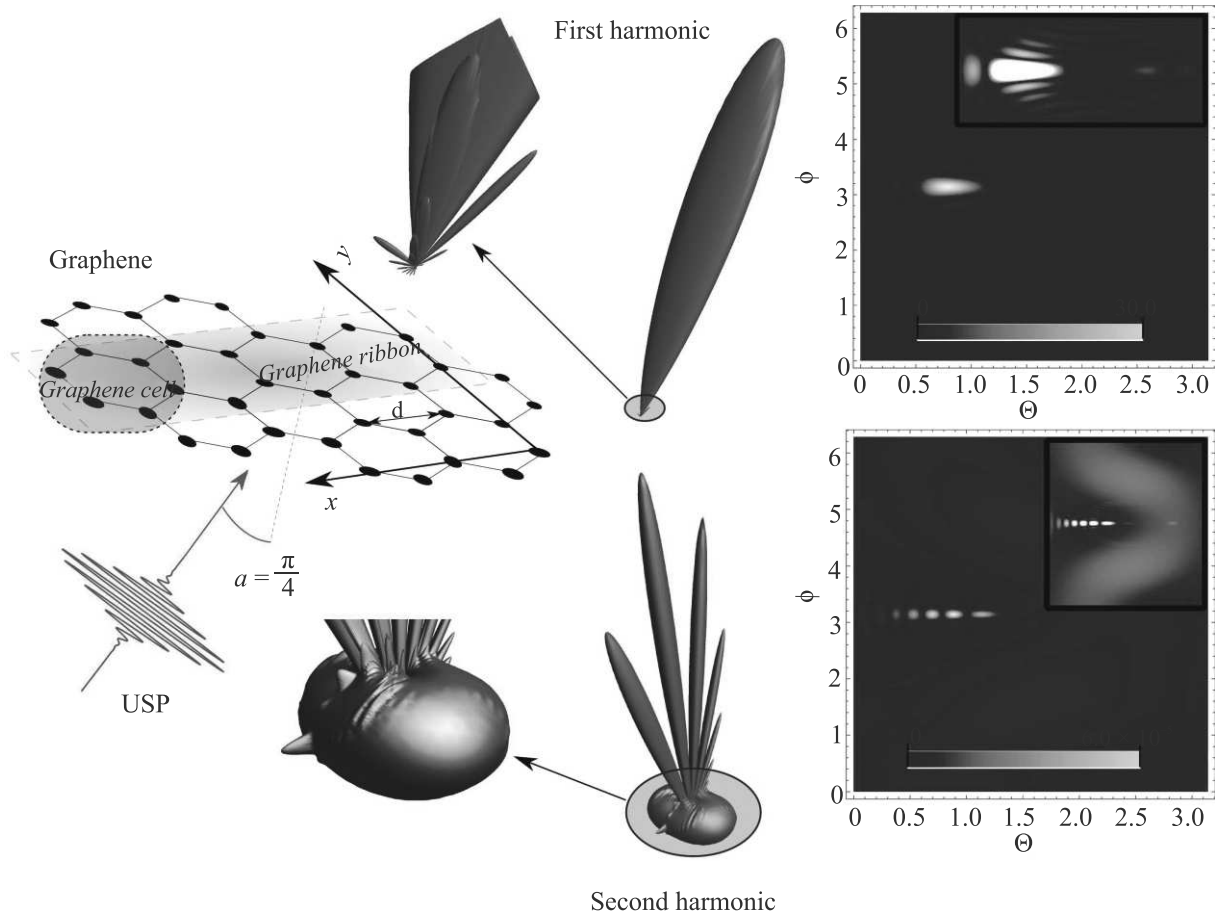 First harmonic
Graphene
y
Graphene ribbon
Graphene cell
d
x
a = π/4
USP
Second harmonic
6
5
4
3
2
1
0
ϕ
0 0.5 1.0 1.5 2.0 2.5 3.0
Θ
6
5
4
3
2
1
0
ϕ
0 0.5 1.0 1.5 2.0 2.5 3.0
Θ